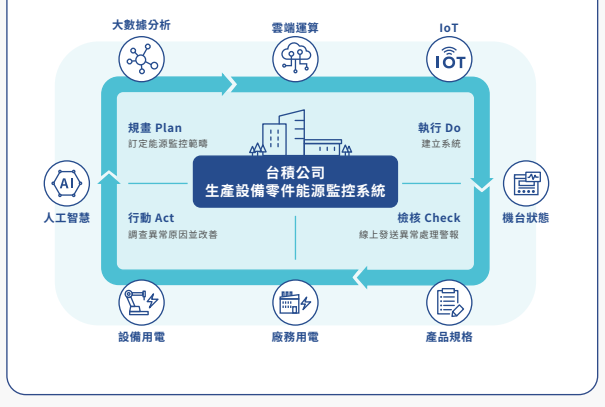 大數據分析
雲端運算
IoT
IOT
規畫 Plan
訂定能源監控範疇
執行 Do
建立系統
台積公司
生產設備零件能源監控系統
AI
人工智慧
機台狀態
行動 Act
調查異常原因並改善
檢核 Check
線上發送異常處理警報
設備用電
廠務用電
產品規格